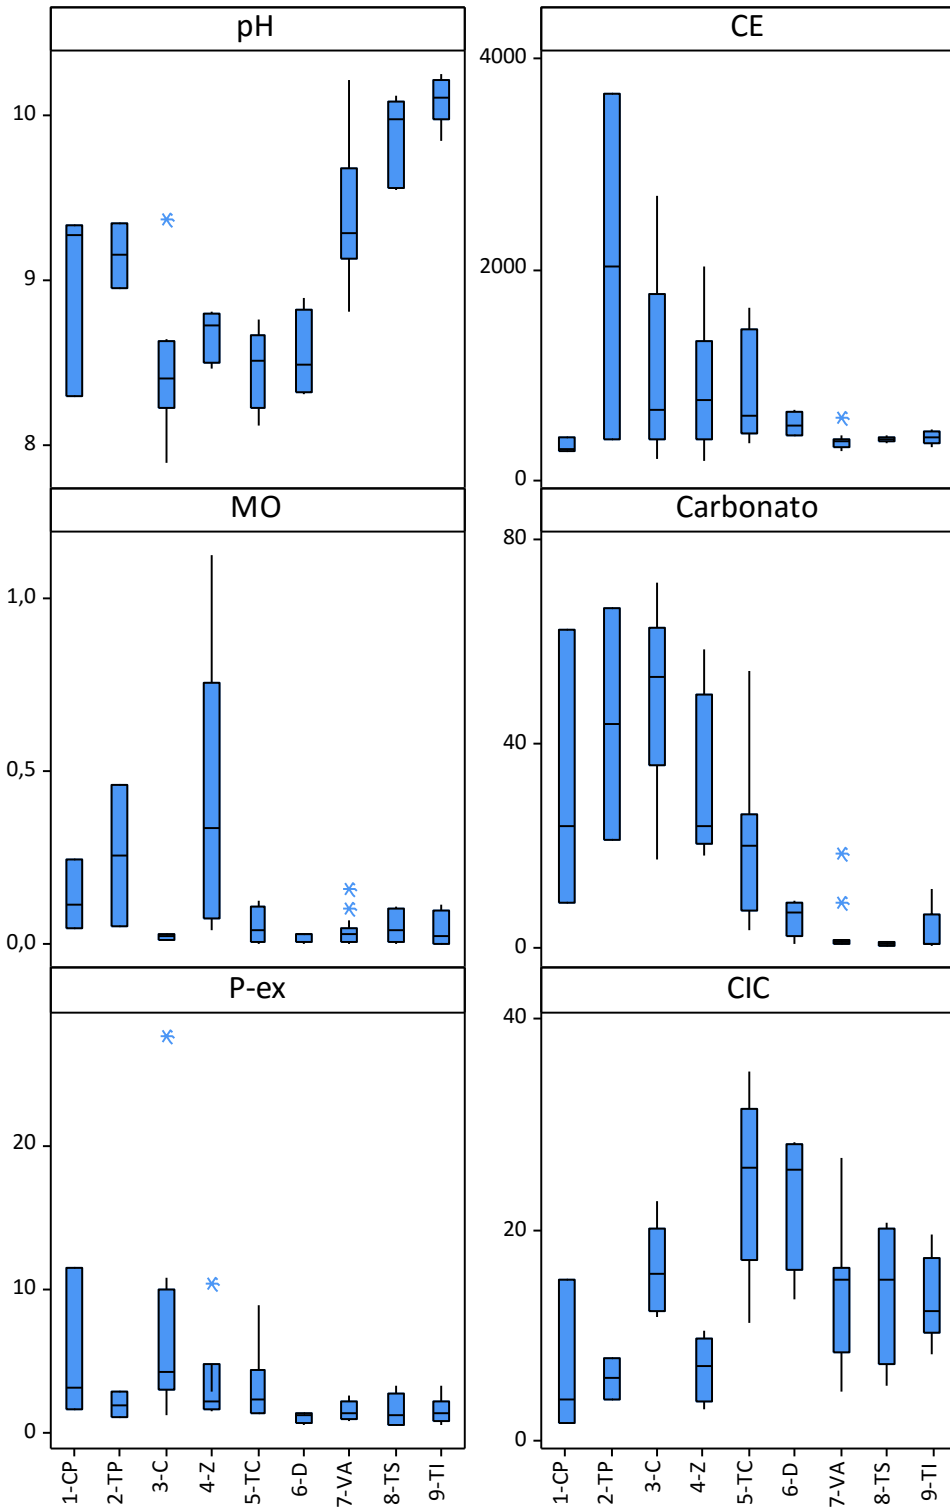 pH
CE
10
9
8
4000
2000
0
MO
Carbonato
1,0
0,5
0,0
80
40
0
P-ex
CIC
20
10
0
40
20
0
1-CP
2-TP
3-C
4-Z
5-TC
6-D
7-VA
8-TS
9-TI
1-CP
2-TP
3-C
4-Z
5-TC
6-D
7-VA
8-TS
9-TI